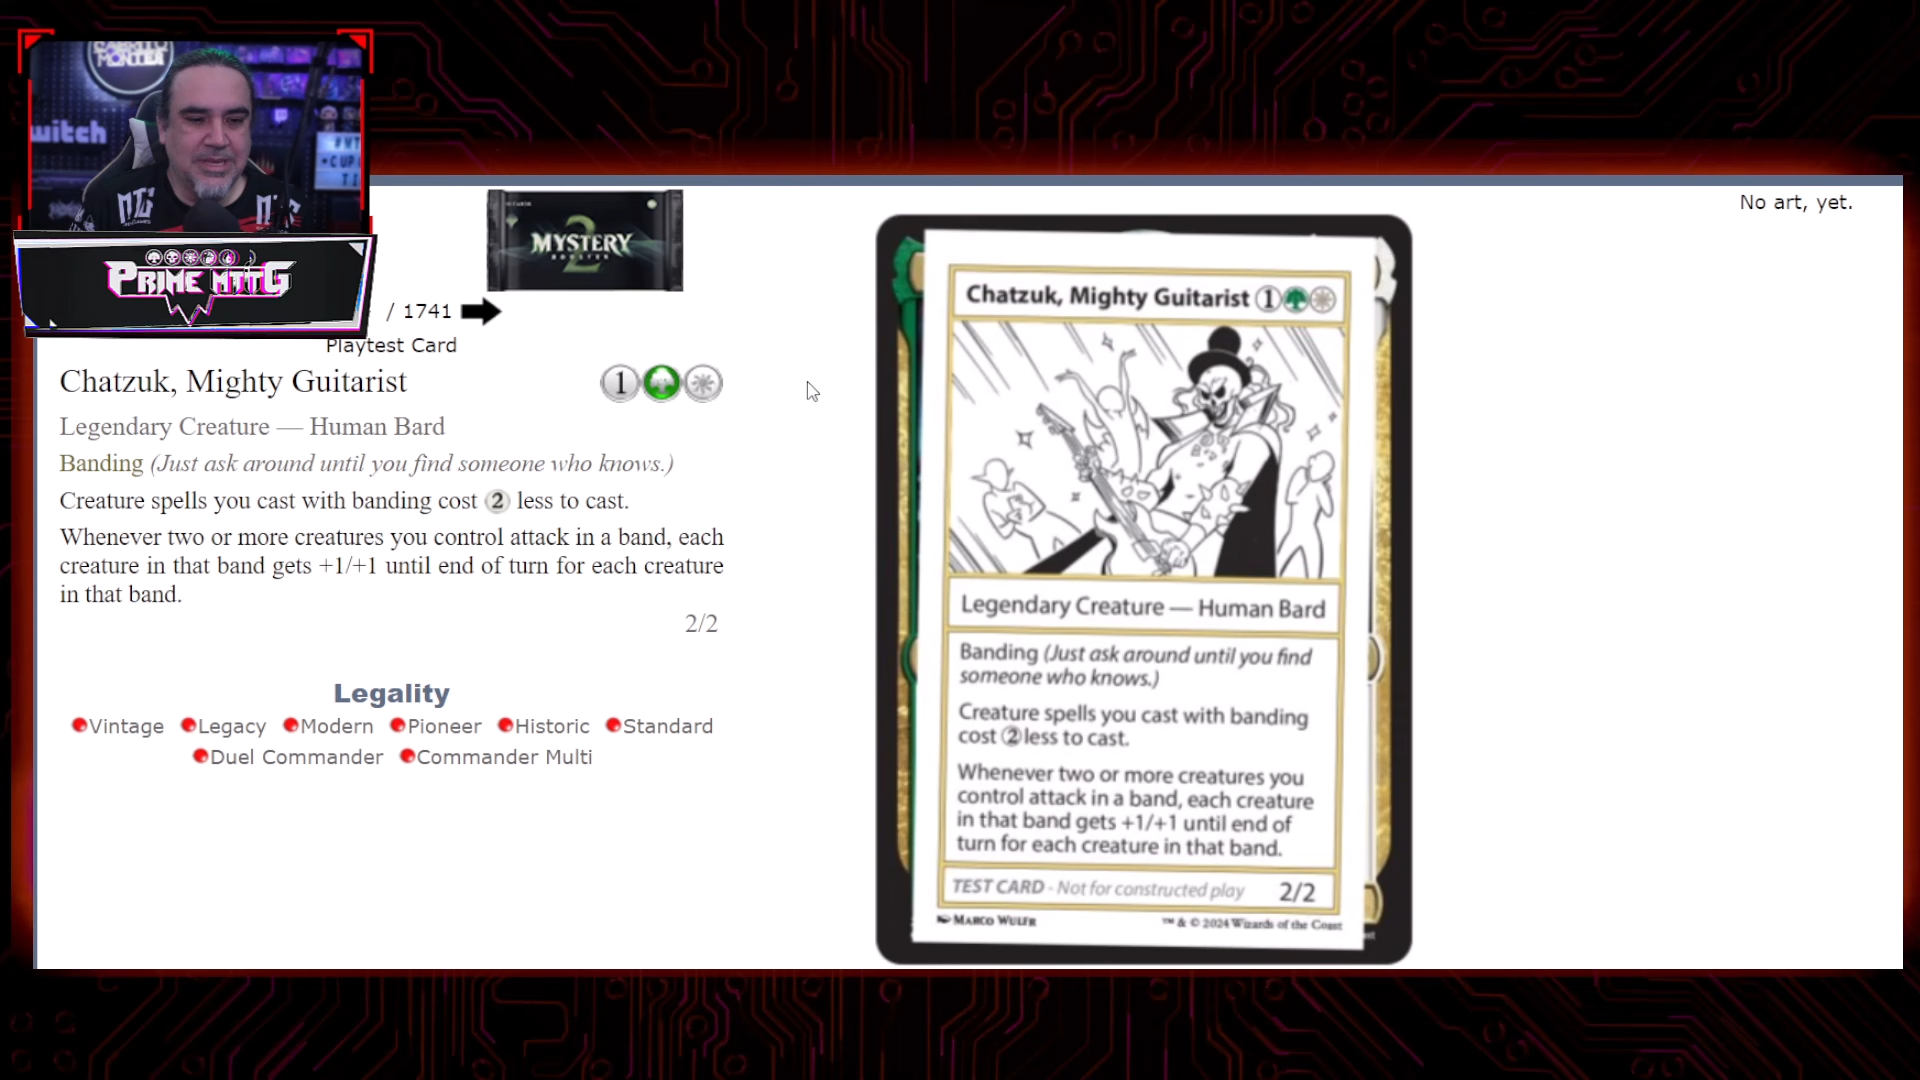 witch
PRIME MTTG
MYSTERY
2
BOOSTER
No art, yet.
/ 1741
Playtest Card
Chatzuk, Mighty Guitarist 1
Legendary Creature — Human Bard
Banding (Just ask around until you find someone who knows.)
Creature spells you cast with banding cost 2 less to cast.
Whenever two or more creatures you control attack in a band, each
creature in that band gets +1/+1 until end of turn for each creature
in that band.
2/2
Legality
Vintage Legacy Modern Pioneer Historic Standard
Duel Commander Commander Multi
Chatzuk, Mighty Guitarist 1
Legendary Creature — Human Bard
Banding (Just ask around until you find
someone who knows.)
Creature spells you cast with banding
cost 2 less to cast.
Whenever two or more creatures you
control attack in a band, each creature
in that band gets +1/+1 until end of
turn for each creature in that band.
TEST CARD - Not for constructed play 2/2
MARCO WULFR
™ & © 2024 Wizards of the Coast